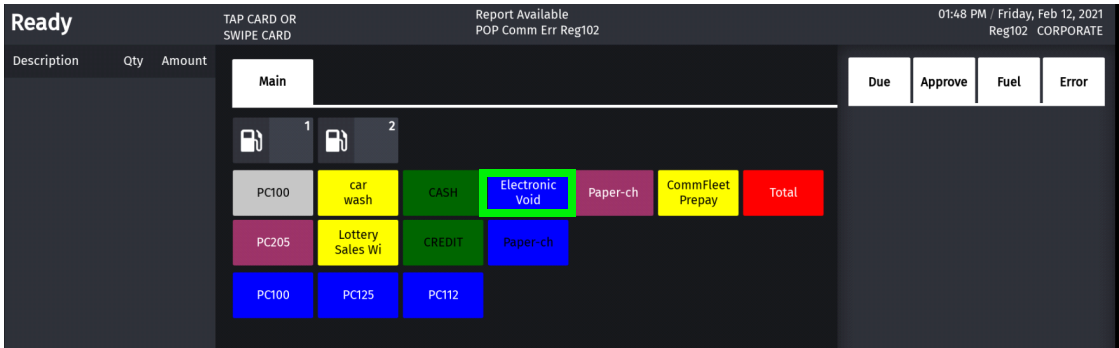 Ready
TAP CARD OR
SWIPE CARD
Report Available
POP Comm Err Reg102
01:48 PM / Friday, Feb 12, 2021
Reg102 CORPORATE
Description Qty Amount
Main
Due Approve Fuel Error
1 2
PC100
car
wash
CASH
Electronic
Void
Paper-ch
CommFleet
Prepay
Total
PC205
Lottery
Sales Wi
CREDIT
Paper-ch
PC100 PC125 PC112